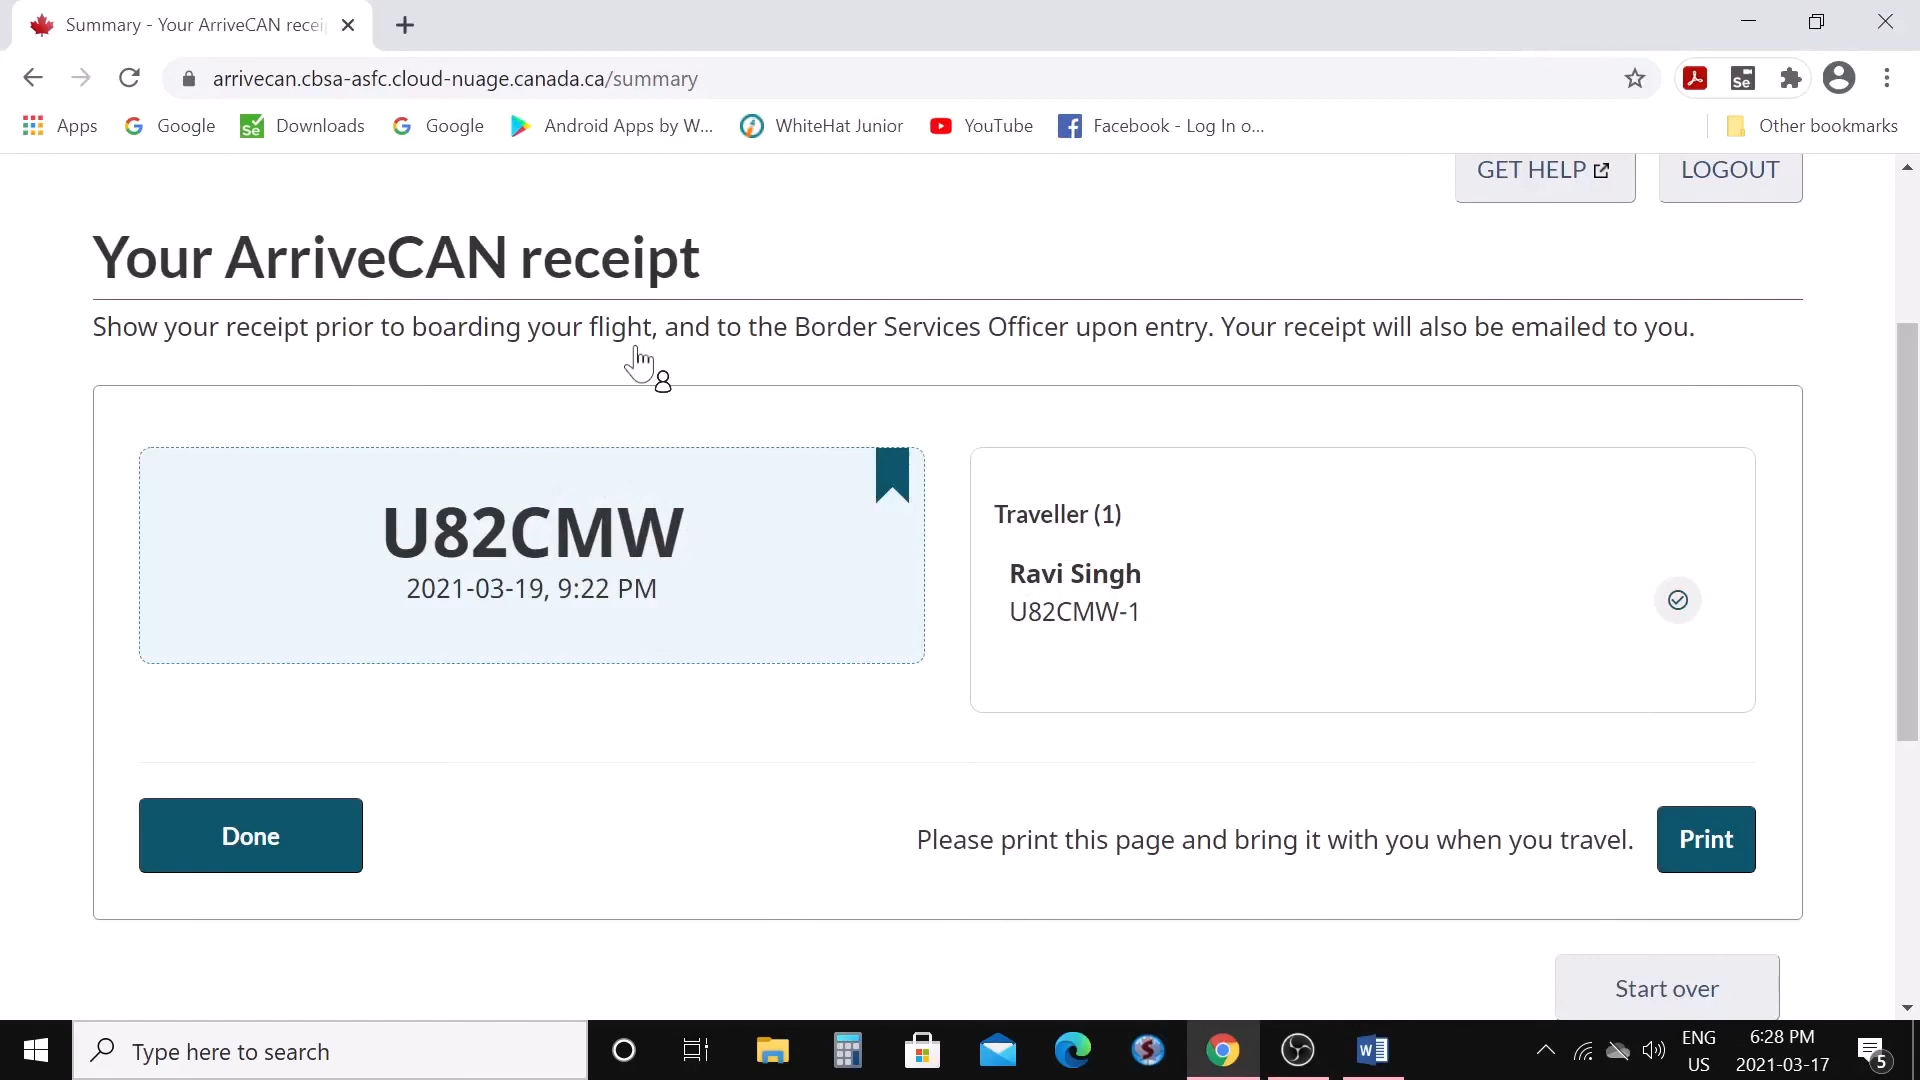 Summary - Your ArriveCAN recei
arrivecan.cbsa-asfc.cloud-nuage.canada.ca/summary
Se
Apps
Google
Se
Downloads
Google
Android Apps by W...
WhiteHat Junior
YouTube
Facebook - Log In o...
Other bookmarks
GET HELP
LOGOUT
Your ArriveCAN receipt
Show your receipt prior to boarding your flight, and to the Border Services Officer upon entry. Your receipt will also be emailed to you.
U82CMW
2021-03-19, 9:22 PM
Traveller (1)
Ravi Singh
U82CMW-1
Done
Please print this page and bring it with you when you travel.
Print
Start over
Type here to search
ENG
US
6:28 PM
2021-03-17
5